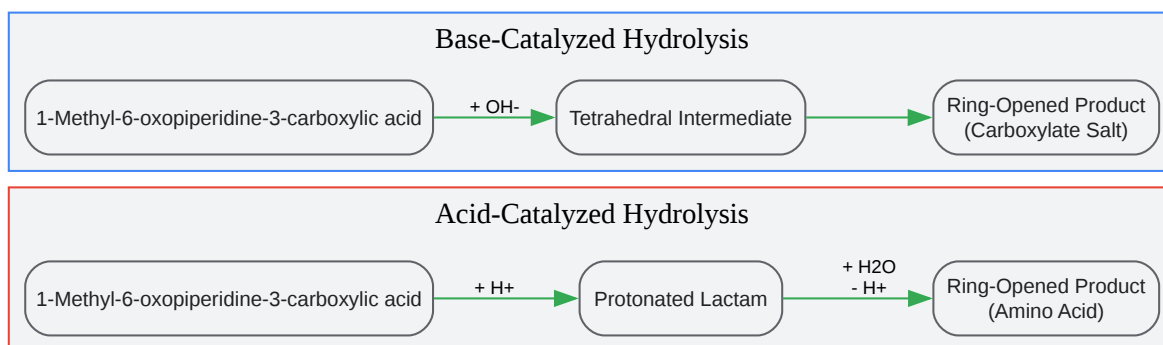 Base-Catalyzed Hydrolysis
1-Methyl-6-oxopiperidine-3-carboxylic acid
+ OH-
Tetrahedral Intermediate
Ring-Opened Product
(Carboxylate Salt)
Acid-Catalyzed Hydrolysis
1-Methyl-6-oxopiperidine-3-carboxylic acid
+ H+
Protonated Lactam
+ H2O
- H+
Ring-Opened Product
(Amino Acid)